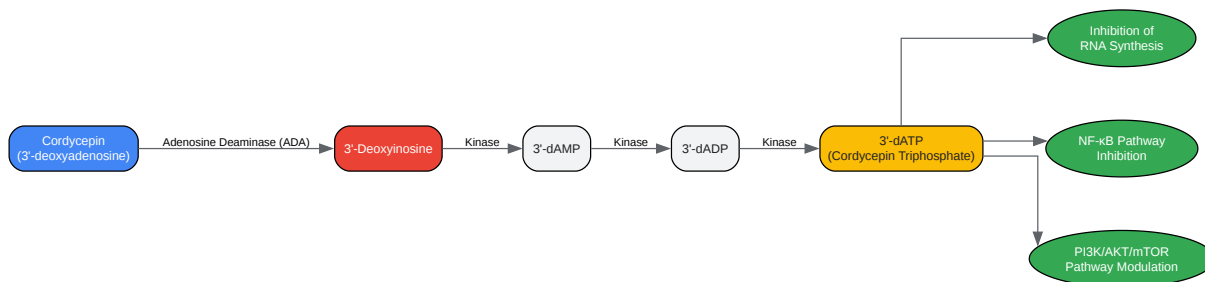 Cordycepin
(3'-deoxyadenosine)
Adenosine Deaminase (ADA)
3'-Deoxyinosine
Kinase
3'-dAMP
Kinase
3'-dADP
Kinase
3'-dATP
(Cordycepin Triphosphate)
Inhibition of
RNA Synthesis
NF-κB Pathway
Inhibition
PI3K/AKT/mTOR
Pathway Modulation